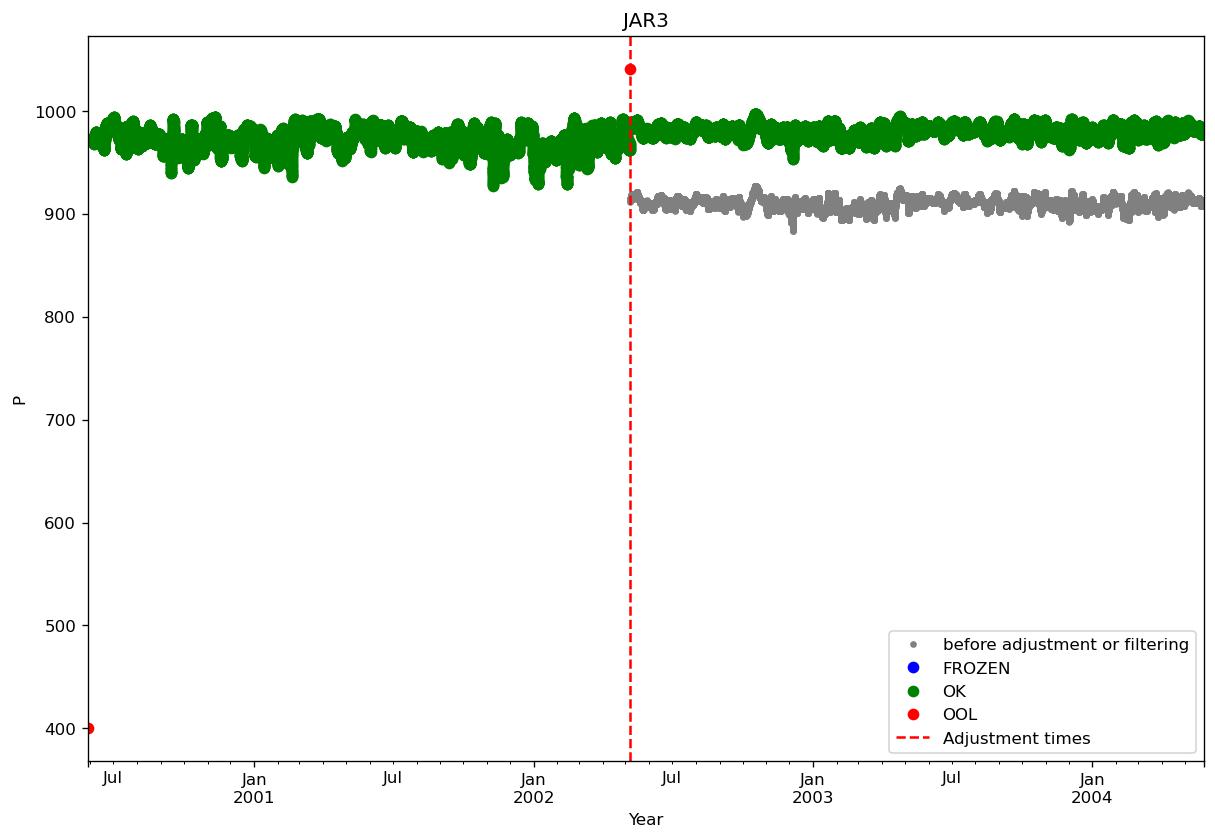 JAR3
P
1000
900
800
700
600
500
400
before adjustment or filtering
FROZEN
OK
OOL
Adjustment times
Jul Jan Jul Jan Jul Jan Jul Jan
2001 2002 2003 2004
Year